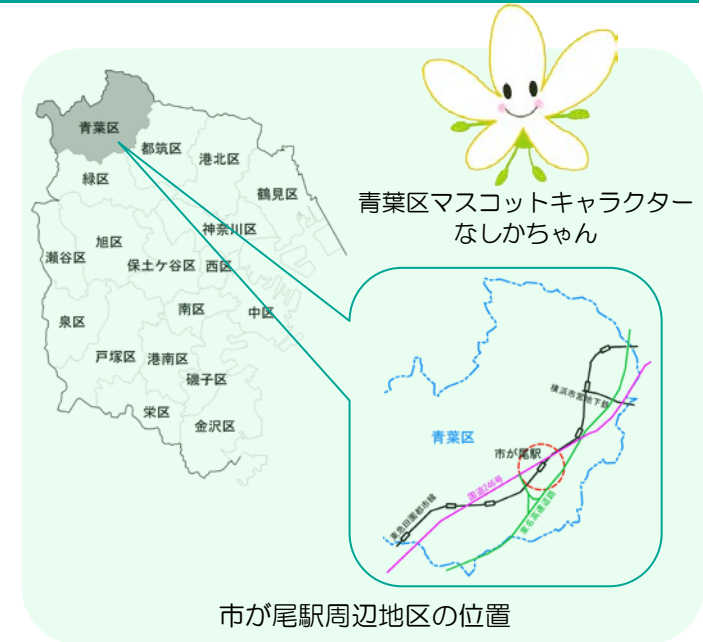 青葉区
都筑区
港北区
緑区
鶴見区
青葉区マスコットキャラクター
なしかちゃん
神奈川区
旭区
瀬谷区
保土ケ谷区
西区
南区
中区
泉区
戸塚区
港南区
磯子区
栄区
金沢区
横浜市営地下鉄
青葉区
市が尾駅
国道246号
東急田園都市線
東名高速道路
市が尾駅周辺地区の位置